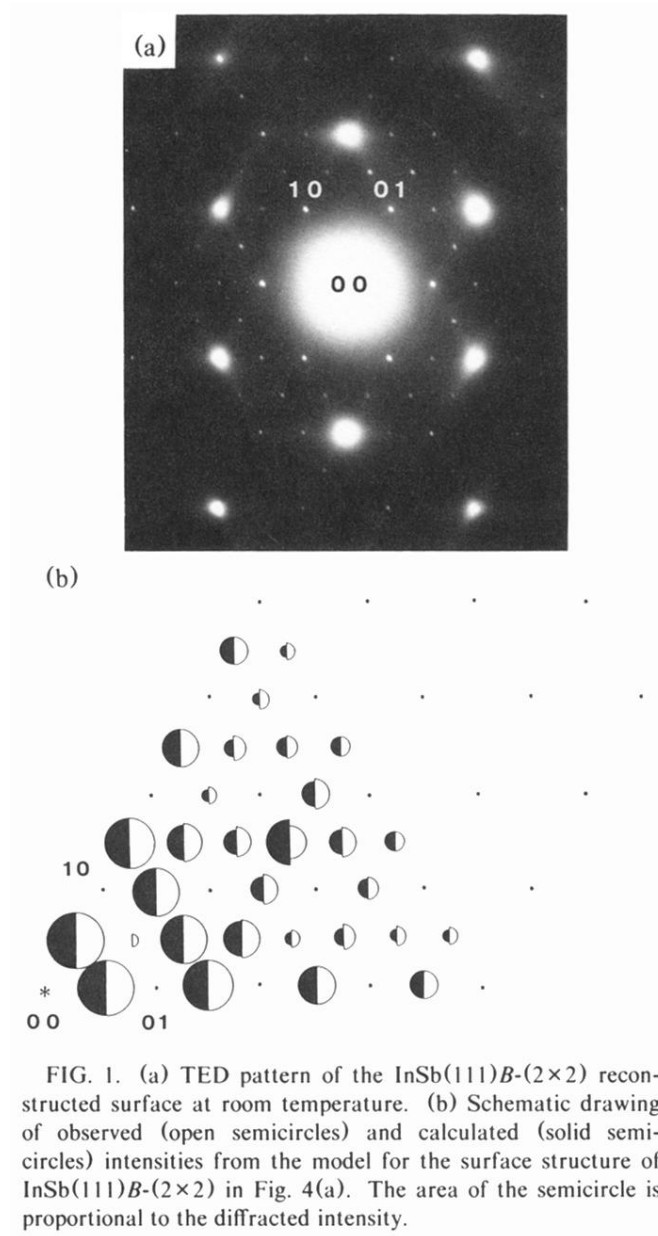 (a)
10 01
00
(b)
10
*
00 01
FIG. 1. (a) TED pattern of the InSb(111)B-(2×2) recon-
structed surface at room temperature. (b) Schematic drawing
of observed (open semicircles) and calculated (solid semi-
circles) intensities from the model for the surface structure of
InSb(111)B-(2×2) in Fig. 4(a). The area of the semicircle is
proportional to the diffracted intensity.